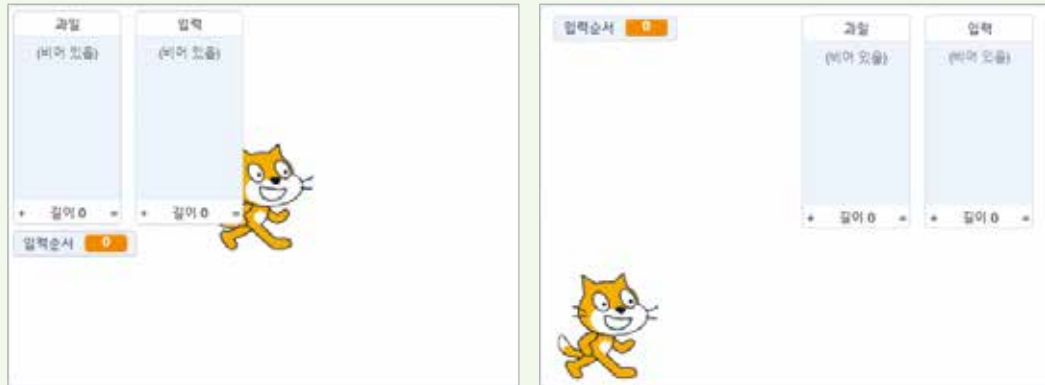 과일 입력
(비어 있음) (비어 있음)
+ 길이 0 = + 길이 0 =
입력순서 0
입력순서 0
과일 입력
(비어 있음) (비어 있음)
+ 길이 0 = + 길이 0 =